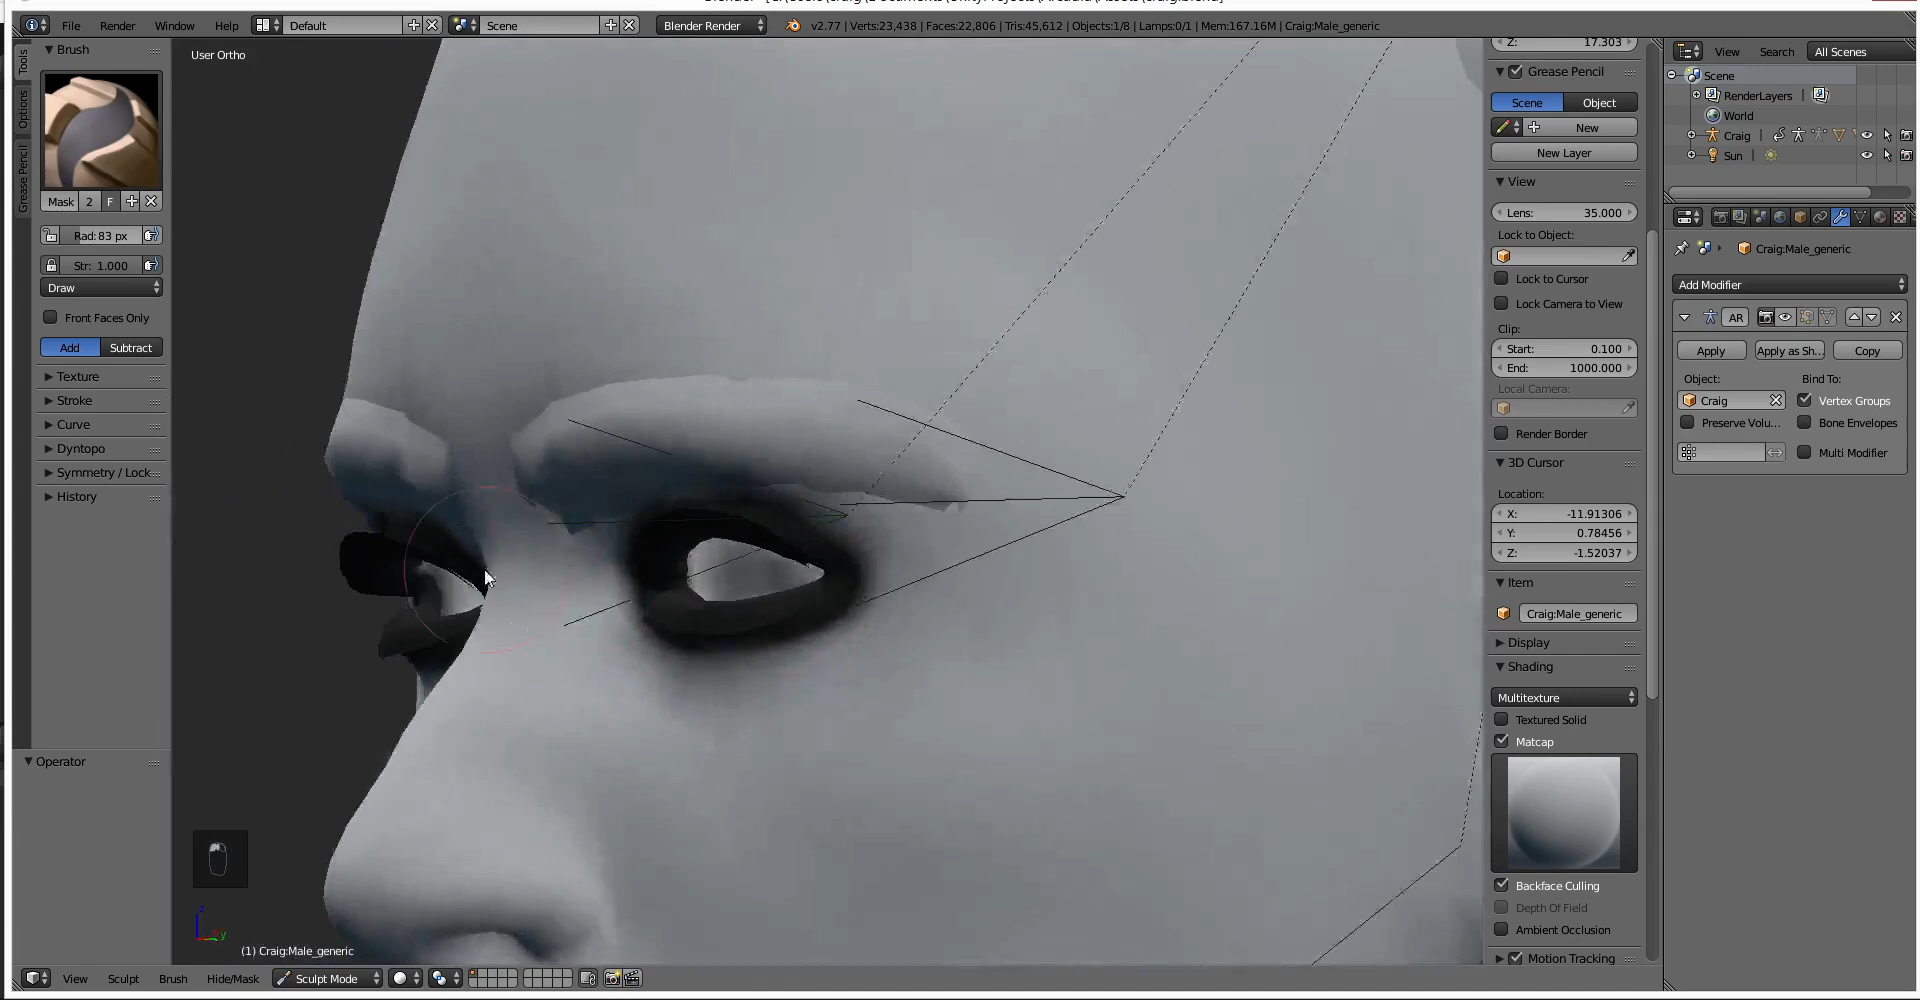 File Render Window Help Default Scene Blender Render v2.77 | Verts:23,438 | Faces:22,806 | Tris:45,612 | Objects:1/8 | Lamps:0/1 | Mem:167.16M | Craig:Male_generic
Tools
Options
Grease Pencil
Brush
Mask 2 F
Rad: 83 px
Str: 1.000
Draw
Front Faces Only
Add Subtract
Texture
Stroke
Curve
Dyntopo
Symmetry / Lock
History
Operator
User Ortho
z
y
(1) Craig:Male_generic
View Sculpt Brush Hide/Mask Sculpt Mode
Z: 17.303
Grease Pencil
Scene Object
New
New Layer
View
Lens: 35.000
Lock to Object:
Lock to Cursor
Lock Camera to View
Clip:
Start: 0.100
End: 1000.000
Local Camera:
Render Border
3D Cursor
Location:
X: -11.91306
Y: 0.78456
Z: -1.52037
Item
Craig:Male_generic
Display
Shading
Multitexture
Textured Solid
Matcap
Backface Culling
Depth Of Field
Ambient Occlusion
Motion Tracking
View Search All Scenes
Scene
RenderLayers |
World
Craig |
Sun |
Craig:Male_generic
Add Modifier
AR
Apply Apply as Sh... Copy
Object: Bind To:
Craig Vertex Groups
Preserve Volu... Bone Envelopes
Multi Modifier